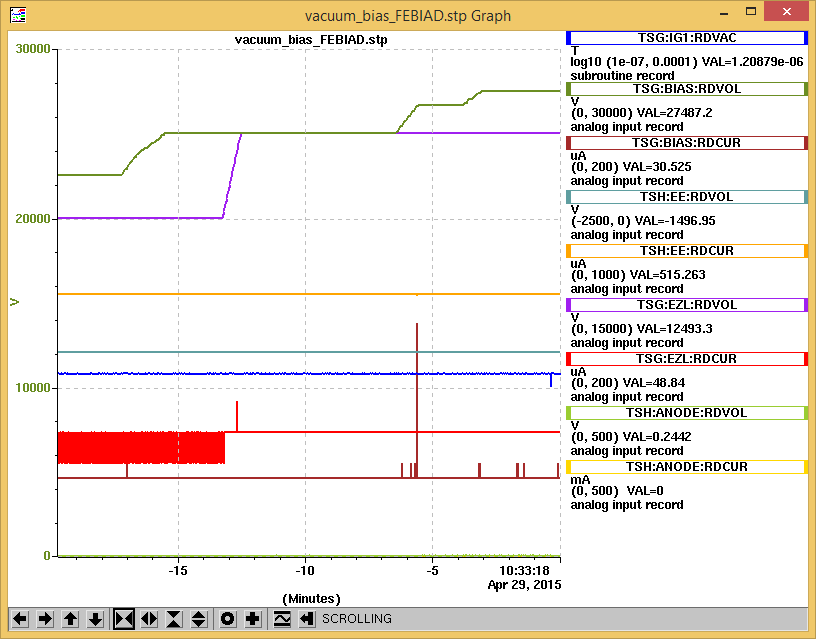 vacuum_bias_FEBIAD.stp Graph
vacuum_bias_FEBIAD.stp
30000
20000
V
10000
0
-15
-10
-5
10:33:18
Apr 29, 2015
(Minutes)
TSG:IG1:RDVAC
T
log10 (1e-07, 0.0001) VAL=1.20879e-06
subroutine record
TSG:BIAS:RDVOL
V
(0, 30000) VAL=27487.2
analog input record
TSG:BIAS:RDCUR
uA
(0, 200) VAL=30.525
analog input record
TSH:EE:RDVOL
V
(-2500, 0) VAL=-1496.95
analog input record
TSH:EE:RDCUR
uA
(0, 1000) VAL=515.263
analog input record
TSG:EZL:RDVOL
V
(0, 15000) VAL=12493.3
analog input record
TSG:EZL:RDCUR
uA
(0, 200) VAL=48.84
analog input record
TSH:ANODE:RDVOL
V
(0, 500) VAL=0.2442
analog input record
TSH:ANODE:RDCUR
mA
(0, 500) VAL=0
analog input record
SCROLLING